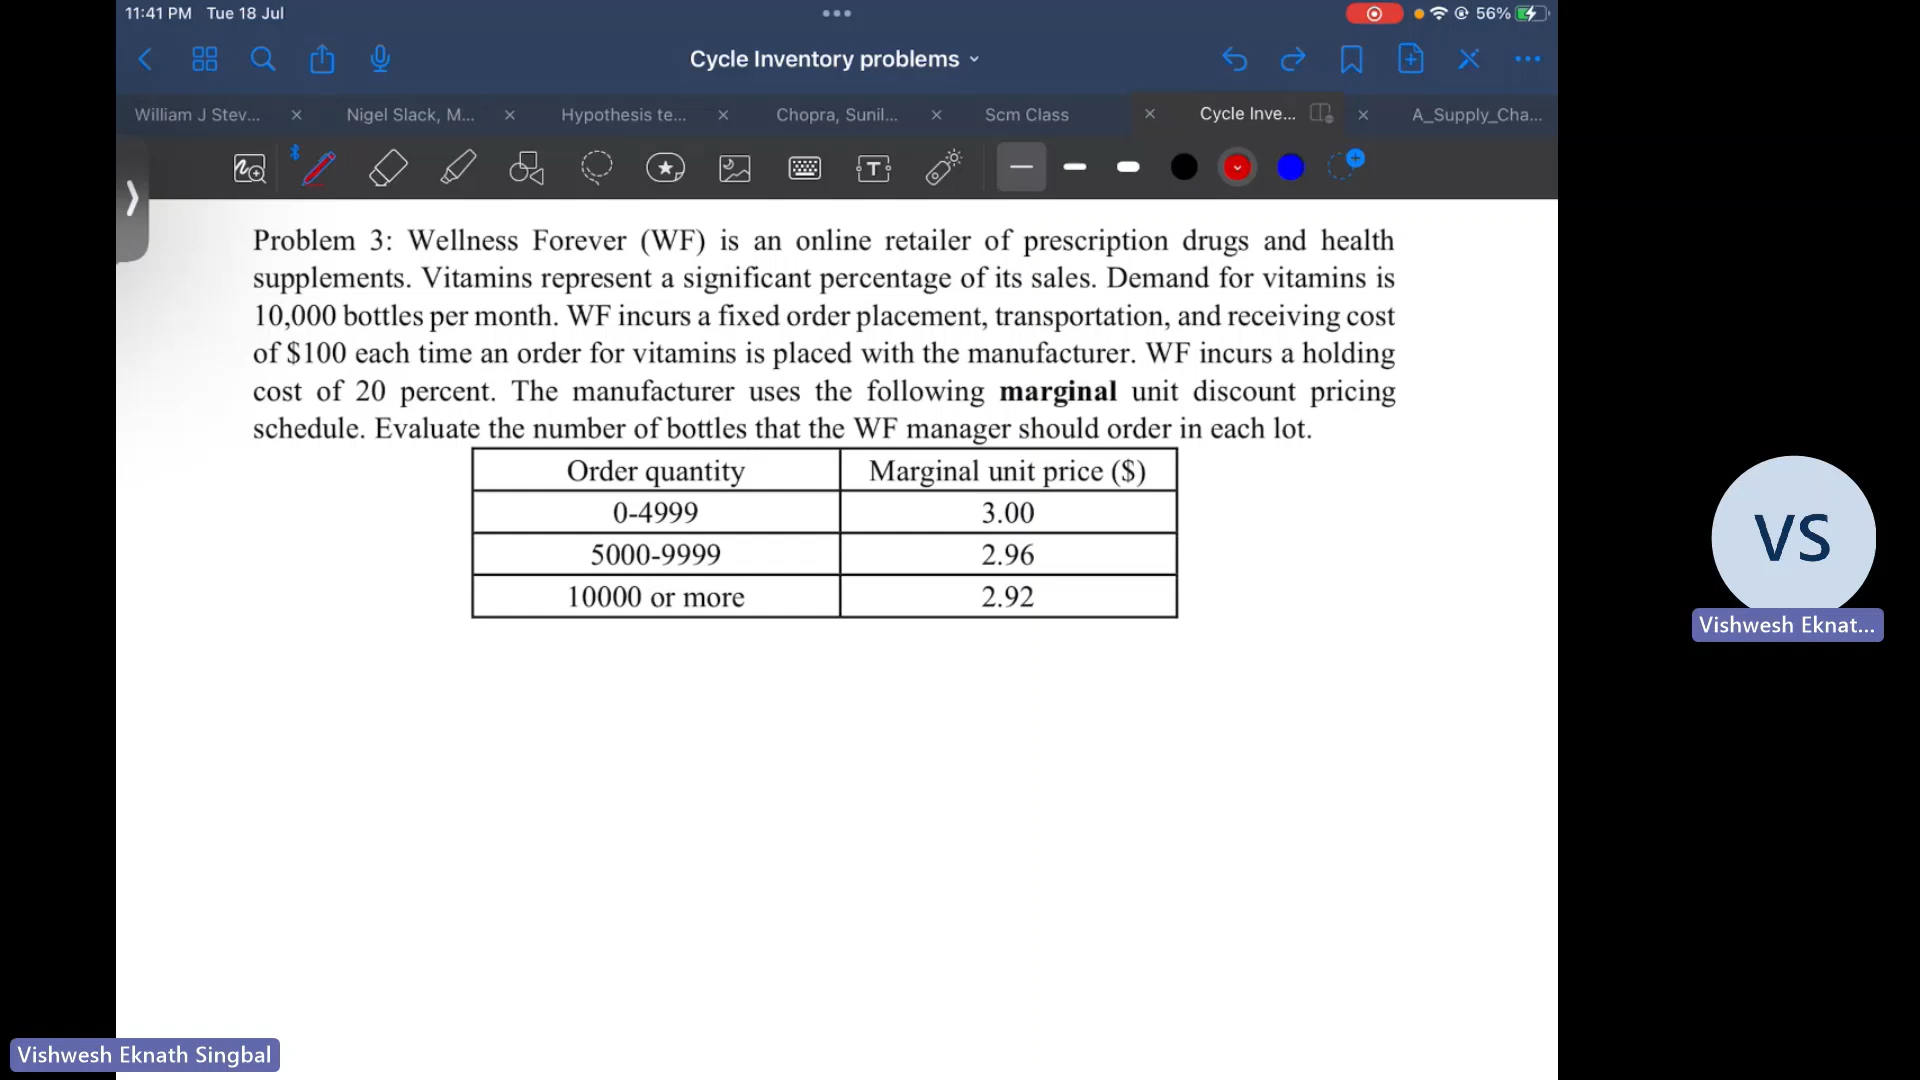 11:41 PM Tue 18 Jul
56%
Cycle Inventory problems
William J Stev...
Nigel Slack, M...
Hypothesis te...
Chopra, Sunil...
Scm Class
Cycle Inve...
A_Supply_Cha...
Problem 3: Wellness Forever (WF) is an online retailer of prescription drugs and health
supplements. Vitamins represent a significant percentage of its sales. Demand for vitamins is
10,000 bottles per month. WF incurs a fixed order placement, transportation, and receiving cost
of $100 each time an order for vitamins is placed with the manufacturer. WF incurs a holding
cost of 20 percent. The manufacturer uses the following marginal unit discount pricing
schedule. Evaluate the number of bottles that the WF manager should order in each lot.
Order quantity Marginal unit price ($)
0-4999 3.00
5000-9999 2.96
10000 or more 2.92
VS
Vishwesh Eknat...
Vishwesh Eknath Singbal